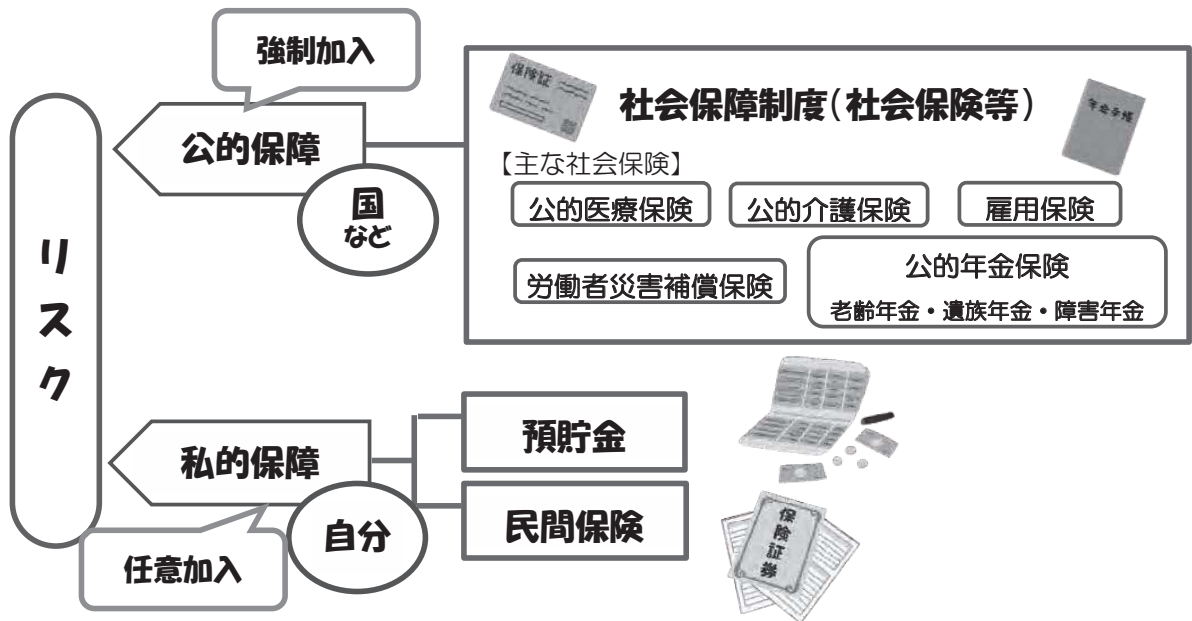 強制加入
公的保障
国
など
保険証
社会保障制度(社会保険等)
年金手帳
【主な社会保険】
公的医療保険
公的介護保険
雇用保険
労働者災害補償保険
公的年金保険
老齢年金・遺族年金・障害年金
リスク
私的保障
自分
任意加入
預貯金
民間保険
保険証券